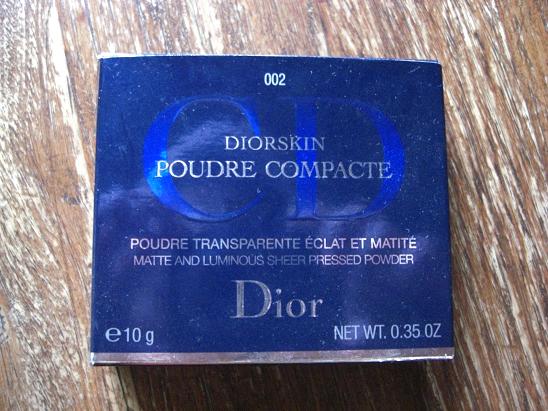 002
CD
DIORSKIN
POUDRE COMPACTE
POUDRE TRANSPARENTE ÉCLAT ET MATITÉ
MATTE AND LUMINOUS SHEER PRESSED POWDER
Dior
℮10 g NET WT. 0.35 OZ